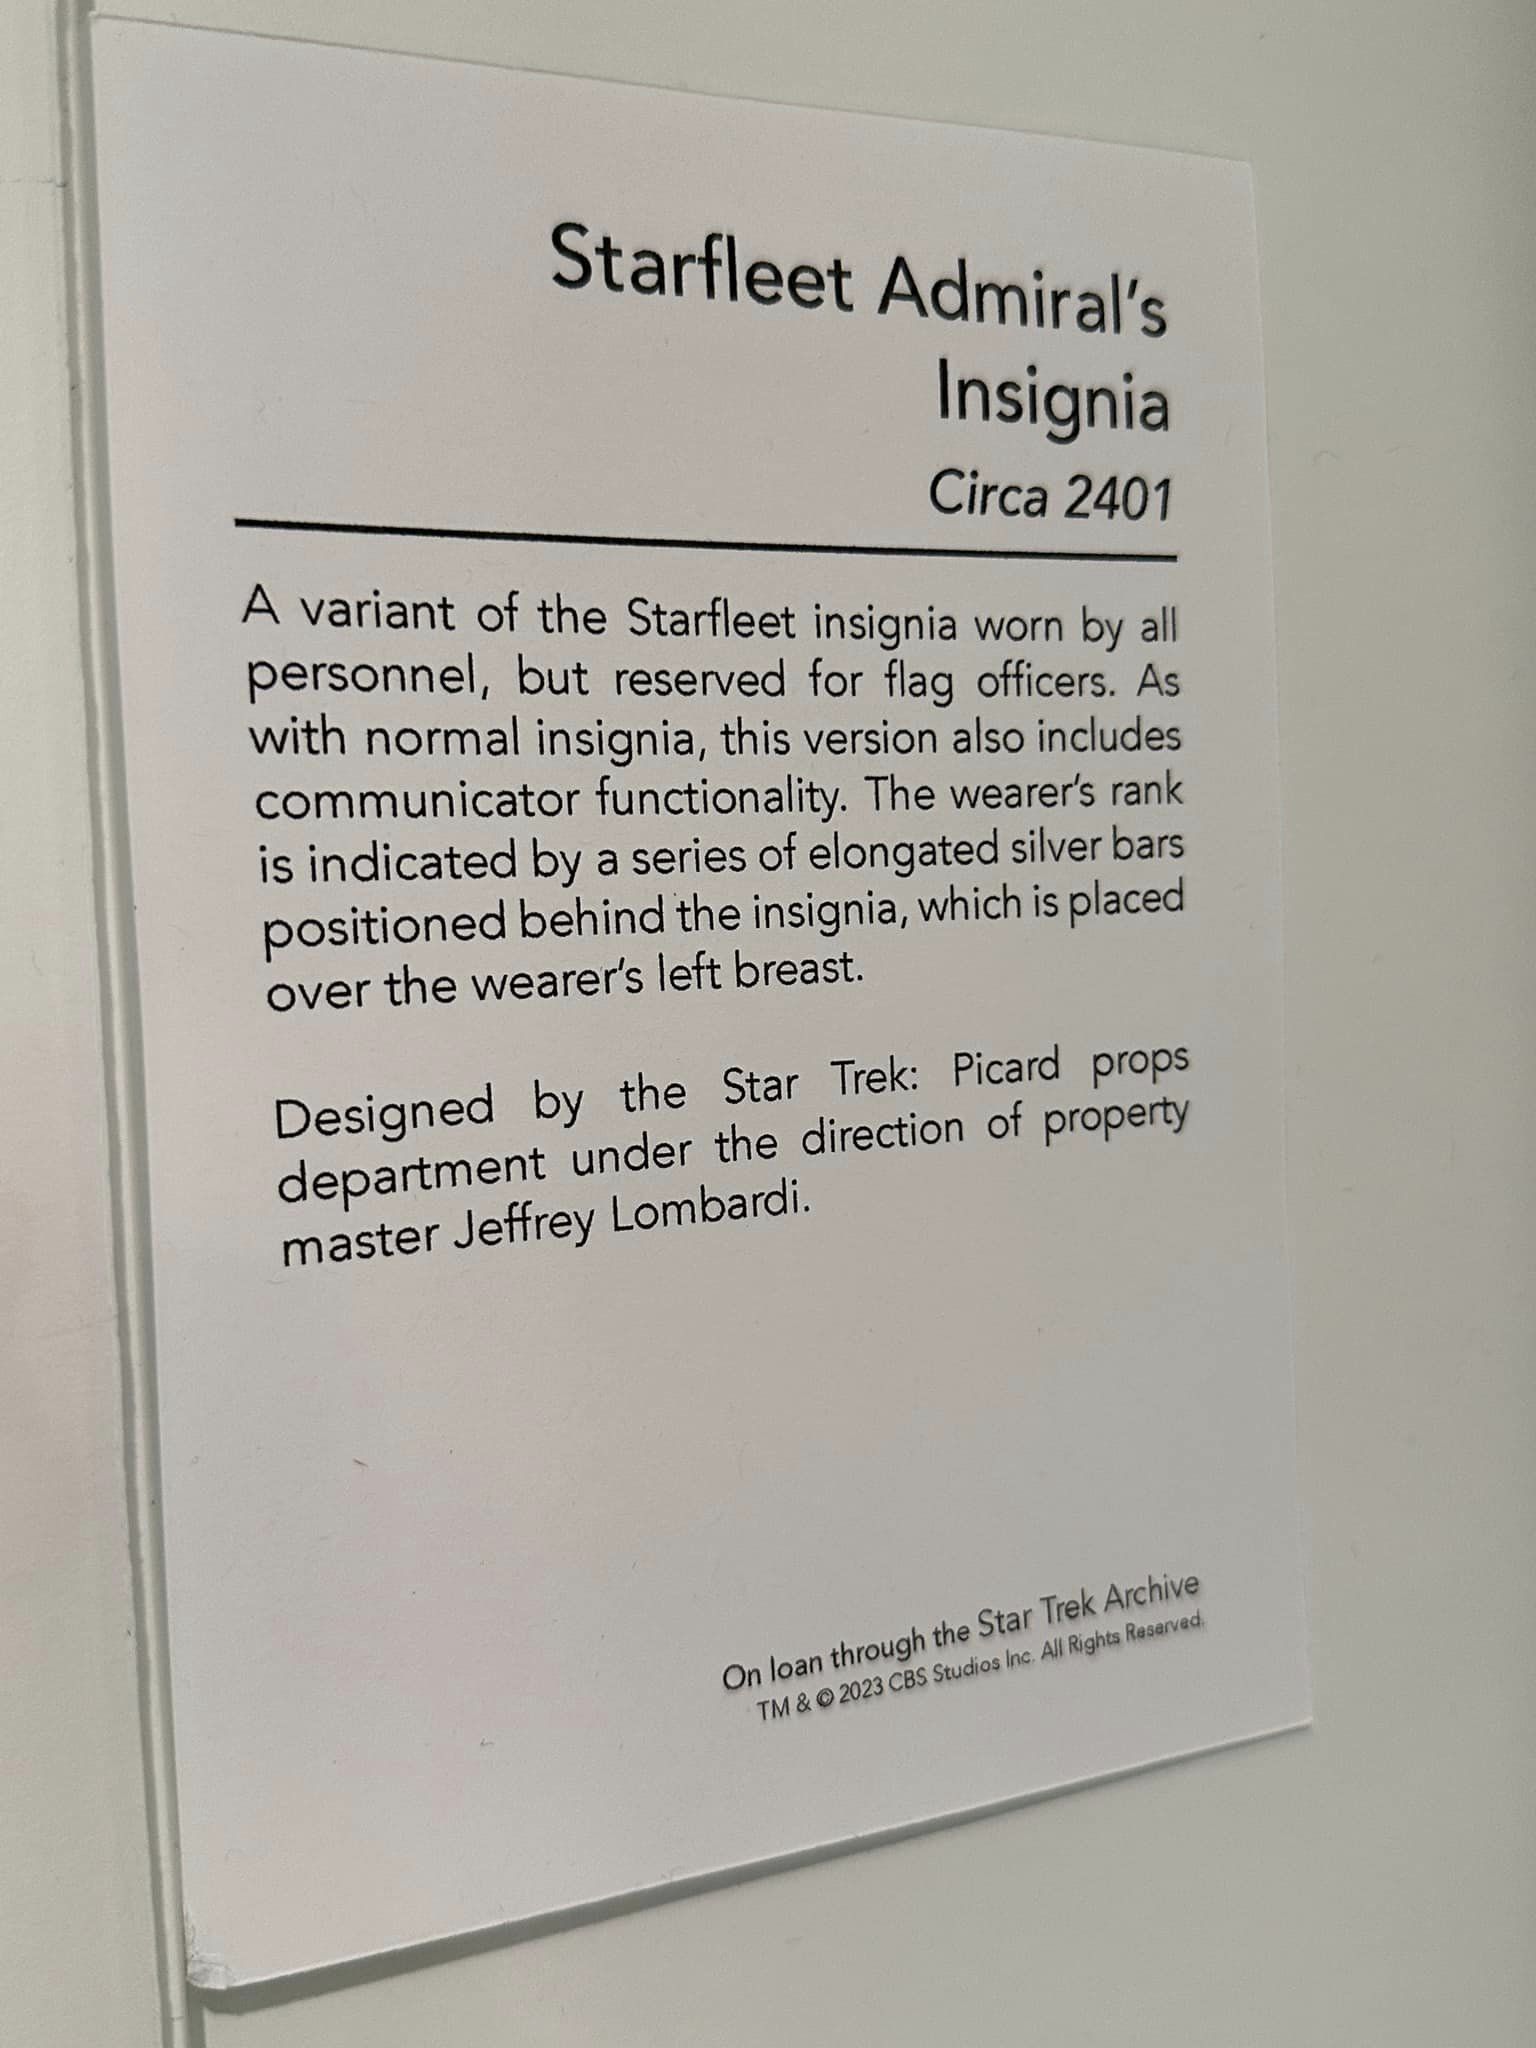 Starfleet Admiral's
Insignia
Circa 2401
A variant of the Starfleet insignia worn by all
personnel, but reserved for flag officers. As
with normal insignia, this version also includes
communicator functionality. The wearer's rank
is indicated by a series of elongated silver bars
positioned behind the insignia, which is placed
over the wearer's left breast.
Designed by the Star Trek: Picard props
department under the direction of property
master Jeffrey Lombardi.
On loan through the Star Trek Archive
TM & © 2023 CBS Studios Inc. All Rights Reserved.